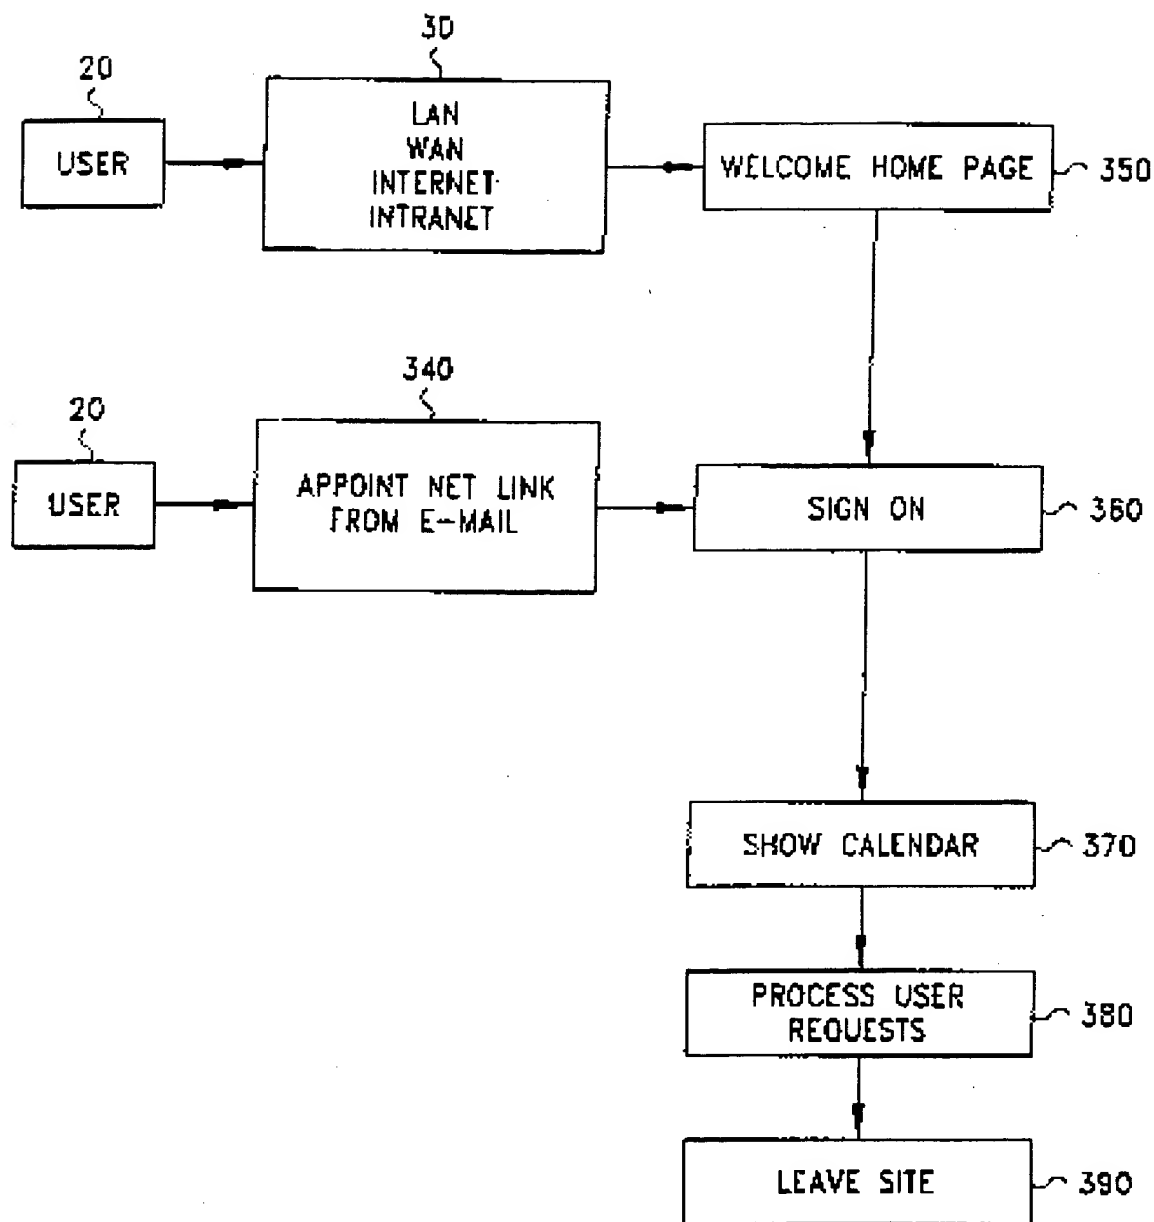 30
20
USER
LAN
WAN
INTERNET
INTRANET
WELCOME HOME PAGE
350
340
20
USER
APPOINT NET LINK
FROM E-MAIL
SIGN ON
360
SHOW CALENDAR
370
PROCESS USER
REQUESTS
380
LEAVE SITE
390